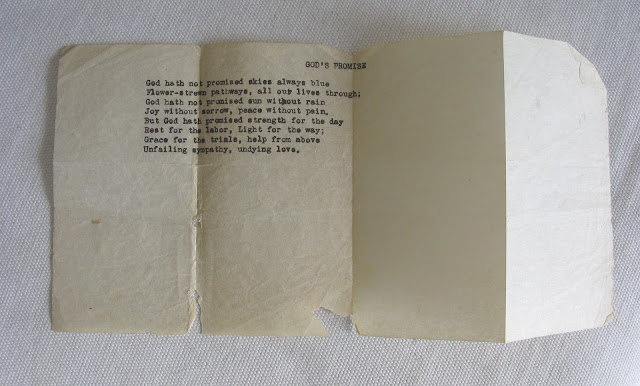 GOD'S PROMISE
God hath not promised skies always blue
Flower-strewn pathways, all our lives through;
God hath not promised sun without rain
Joy without sorrow, peace without pain.
But God hath promised strength for the day
Rest for the labor, Light for the way;
Grace for the trials, help from above
Unfailing sympathy, undying love.